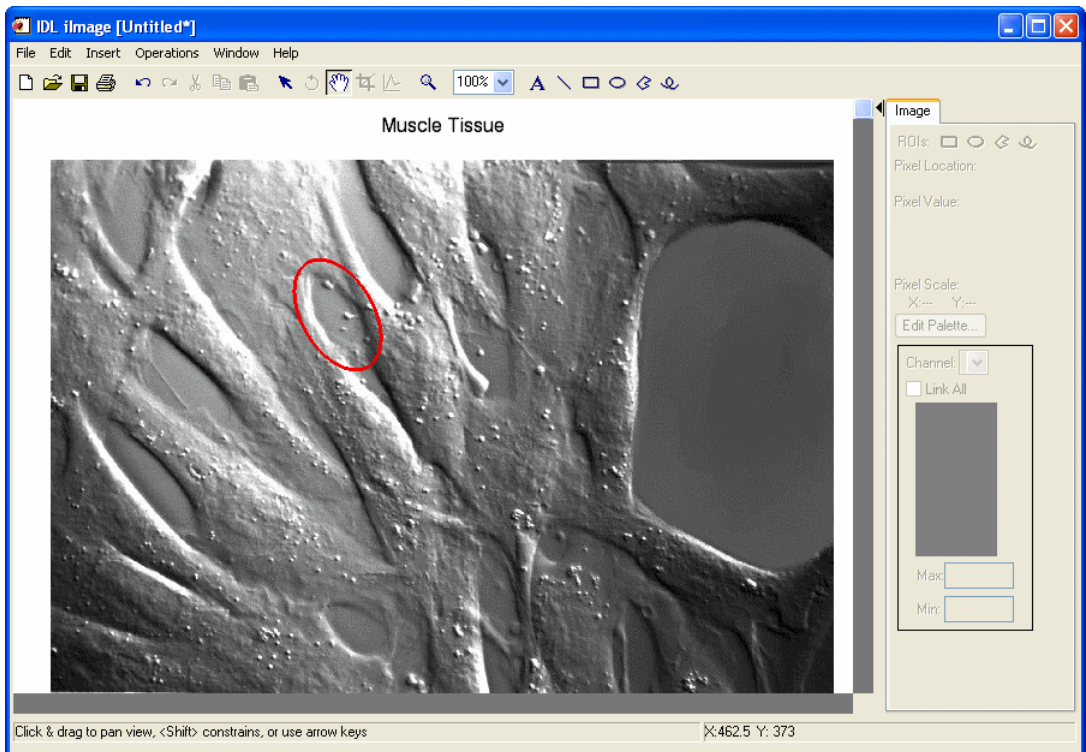 IDL iImage [Untitled*]
File Edit Insert Operations Window Help
100%
A
Image
Muscle Tissue
ROIs:
Pixel Location:
Pixel Value:
Pixel Scale:
X:--- Y:---
Edit Palette...
Channel:
Link All
Max:
Min:
Click & drag to pan view, <Shift> constrains, or use arrow keys
X:462.5 Y: 373